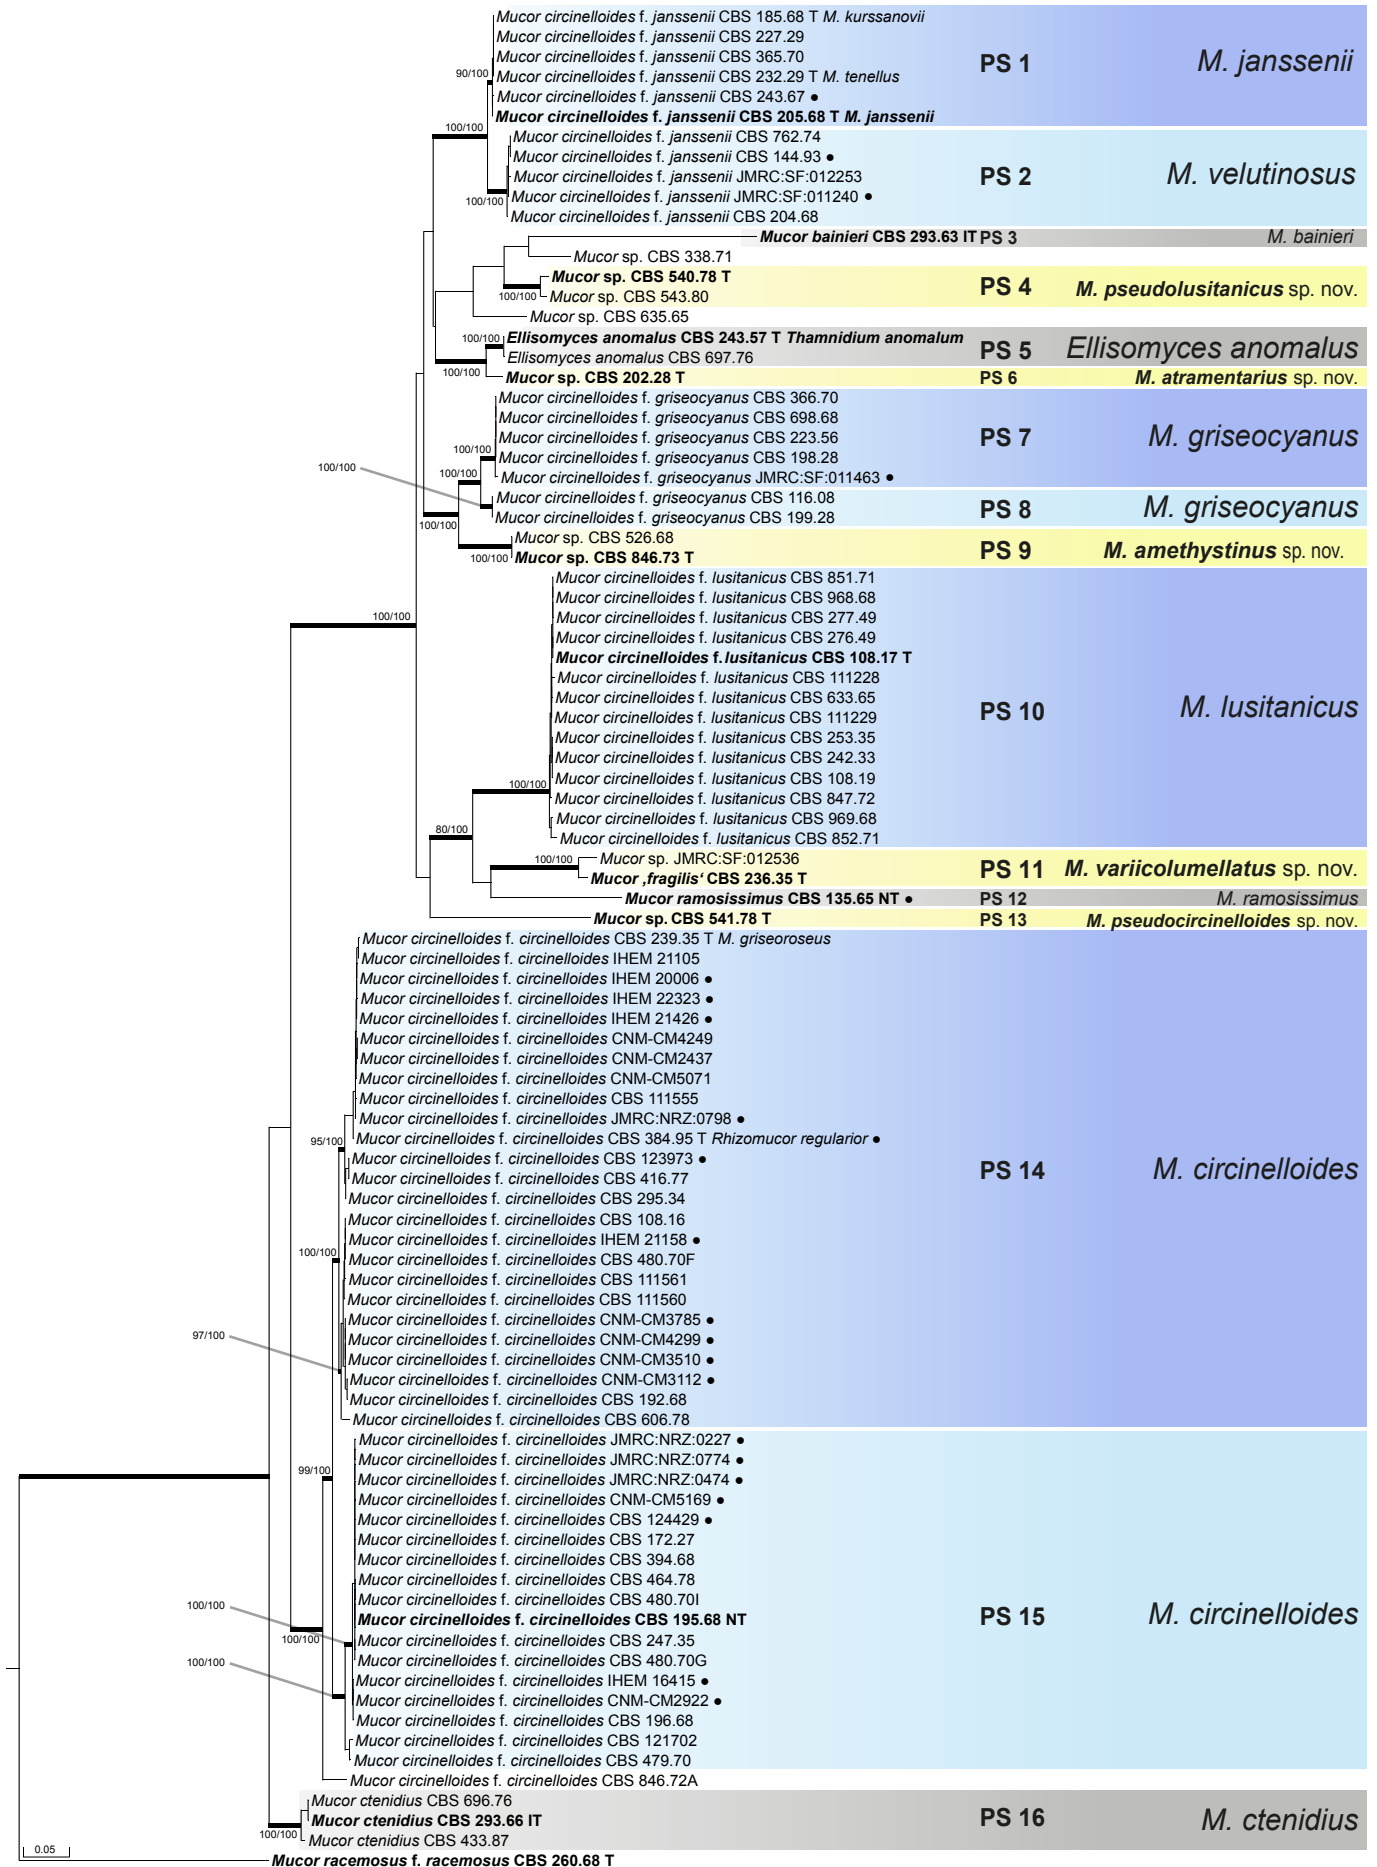 Mucor circinelloides f. janssenii CBS 185.68 T M. kurssanovii
Mucor circinelloides f. janssenii CBS 227.29
Mucor circinelloides f. janssenii CBS 365.70
PS 1
M. janssenii
90/100
Mucor circinelloides f. janssenii CBS 232.29 T M. tenellus
Mucor circinelloides f. janssenii CBS 243.67 ●
Mucor circinelloides f. janssenii CBS 205.68 T M. janssenii
100/100
Mucor circinelloides f. janssenii CBS 762.74
Mucor circinelloides f. janssenii CBS 144.93 ●
Mucor circinelloides f. janssenii JMRC:SF:012253
PS 2
M. velutinosus
Mucor circinelloides f. janssenii JMRC:SF:011240 ●
100/100
Mucor circinelloides f. janssenii CBS 204.68
Mucor bainieri CBS 293.63 IT
PS 3
M. bainieri
Mucor sp. CBS 338.71
Mucor sp. CBS 540.78 T
PS 4
M. pseudolusitanicus sp. nov.
100/100
Mucor sp. CBS 543.80
Mucor sp. CBS 635.65
100/100
Ellisomyces anomalus CBS 243.57 T Thamnidium anomalum
PS 5
Ellisomyces anomalus
Ellisomyces anomalus CBS 697.76
100/100
Mucor sp. CBS 202.28 T
PS 6
M. atramentarius sp. nov.
Mucor circinelloides f. griseocyanus CBS 366.70
Mucor circinelloides f. griseocyanus CBS 698.68
Mucor circinelloides f. griseocyanus CBS 223.56
PS 7
M. griseocyanus
100/100
Mucor circinelloides f. griseocyanus CBS 198.28
100/100
100/100
Mucor circinelloides f. griseocyanus JMRC:SF:011463 ●
Mucor circinelloides f. griseocyanus CBS 116.08
PS 8
M. griseocyanus
Mucor circinelloides f. griseocyanus CBS 199.28
100/100
Mucor sp. CBS 526.68
PS 9
M. amethystinus sp. nov.
100/100
Mucor sp. CBS 846.73 T
Mucor circinelloides f. lusitanicus CBS 851.71
Mucor circinelloides f. lusitanicus CBS 968.68
100/100
Mucor circinelloides f. lusitanicus CBS 277.49
Mucor circinelloides f. lusitanicus CBS 276.49
Mucor circinelloides f. lusitanicus CBS 108.17 T
Mucor circinelloides f. lusitanicus CBS 111228
Mucor circinelloides f. lusitanicus CBS 633.65
PS 10
M. lusitanicus
Mucor circinelloides f. lusitanicus CBS 111229
Mucor circinelloides f. lusitanicus CBS 253.35
Mucor circinelloides f. lusitanicus CBS 242.33
100/100
Mucor circinelloides f. lusitanicus CBS 108.19
Mucor circinelloides f. lusitanicus CBS 847.72
Mucor circinelloides f. lusitanicus CBS 969.68
80/100
Mucor circinelloides f. lusitanicus CBS 852.71
100/100
Mucor sp. JMRC:SF:012536
PS 11
M. variicolumellatus sp. nov.
Mucor ‚fragilis‘ CBS 236.35 T
Mucor ramosissimus CBS 135.65 NT ●
PS 12
M. ramosissimus
Mucor sp. CBS 541.78 T
PS 13
M. pseudocircinelloides sp. nov.
Mucor circinelloides f. circinelloides CBS 239.35 T M. griseoroseus
Mucor circinelloides f. circinelloides IHEM 21105
Mucor circinelloides f. circinelloides IHEM 20006 ●
Mucor circinelloides f. circinelloides IHEM 22323 ●
Mucor circinelloides f. circinelloides IHEM 21426 ●
Mucor circinelloides f. circinelloides CNM-CM4249
Mucor circinelloides f. circinelloides CNM-CM2437
Mucor circinelloides f. circinelloides CNM-CM5071
Mucor circinelloides f. circinelloides CBS 111555
Mucor circinelloides f. circinelloides JMRC:NRZ:0798 ●
95/100
Mucor circinelloides f. circinelloides CBS 384.95 T Rhizomucor regularior ●
Mucor circinelloides f. circinelloides CBS 123973 ●
PS 14
M. circinelloides
Mucor circinelloides f. circinelloides CBS 416.77
Mucor circinelloides f. circinelloides CBS 295.34
Mucor circinelloides f. circinelloides CBS 108.16
Mucor circinelloides f. circinelloides IHEM 21158 ●
100/100
Mucor circinelloides f. circinelloides CBS 480.70F
Mucor circinelloides f. circinelloides CBS 111561
Mucor circinelloides f. circinelloides CBS 111560
Mucor circinelloides f. circinelloides CNM-CM3785 ●
97/100
Mucor circinelloides f. circinelloides CNM-CM4299 ●
Mucor circinelloides f. circinelloides CNM-CM3510 ●
Mucor circinelloides f. circinelloides CNM-CM3112 ●
Mucor circinelloides f. circinelloides CBS 192.68
Mucor circinelloides f. circinelloides CBS 606.78
Mucor circinelloides f. circinelloides JMRC:NRZ:0227 ●
Mucor circinelloides f. circinelloides JMRC:NRZ:0774 ●
99/100
Mucor circinelloides f. circinelloides JMRC:NRZ:0474 ●
Mucor circinelloides f. circinelloides CNM-CM5169 ●
Mucor circinelloides f. circinelloides CBS 124429 ●
Mucor circinelloides f. circinelloides CBS 172.27
Mucor circinelloides f. circinelloides CBS 394.68
Mucor circinelloides f. circinelloides CBS 464.78
Mucor circinelloides f. circinelloides CBS 480.70I
100/100
Mucor circinelloides f. circinelloides CBS 195.68 NT
PS 15
M. circinelloides
100/100
Mucor circinelloides f. circinelloides CBS 247.35
Mucor circinelloides f. circinelloides CBS 480.70G
100/100
Mucor circinelloides f. circinelloides IHEM 16415 ●
Mucor circinelloides f. circinelloides CNM-CM2922 ●
Mucor circinelloides f. circinelloides CBS 196.68
Mucor circinelloides f. circinelloides CBS 121702
Mucor circinelloides f. circinelloides CBS 479.70
Mucor circinelloides f. circinelloides CBS 846.72A
Mucor ctenidius CBS 696.76
Mucor ctenidius CBS 293.66 IT
PS 16
M. ctenidius
100/100
Mucor ctenidius CBS 433.87
0.05
Mucor racemosus f. racemosus CBS 260.68 T